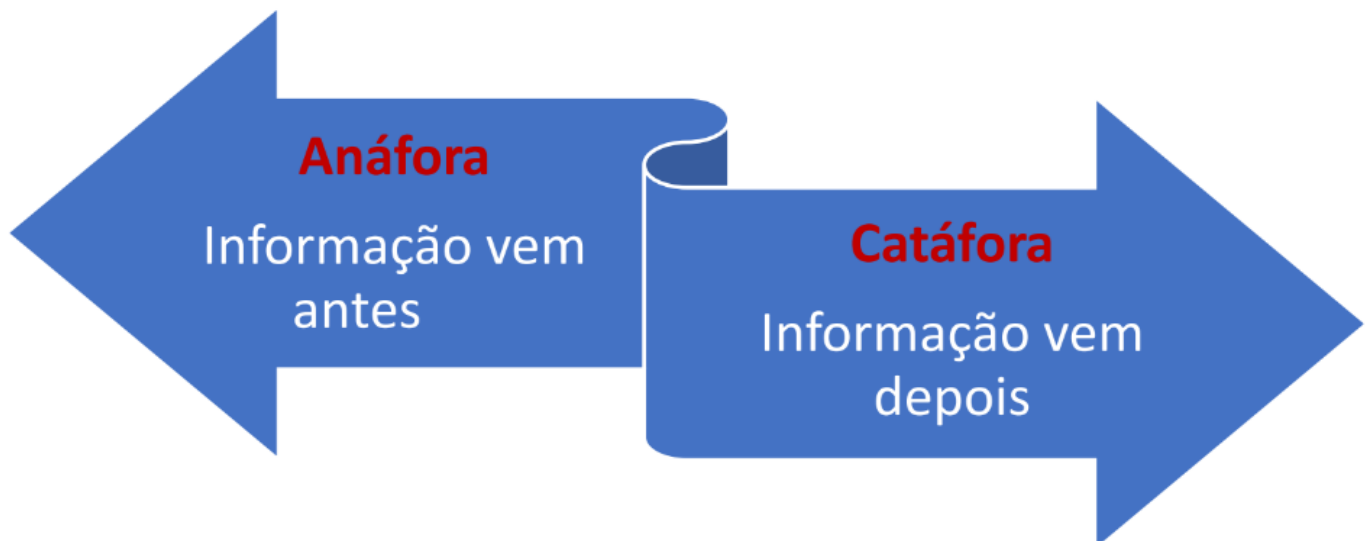 Anáfora
Informação vem
antes
Catáfora
Informação vem
depois